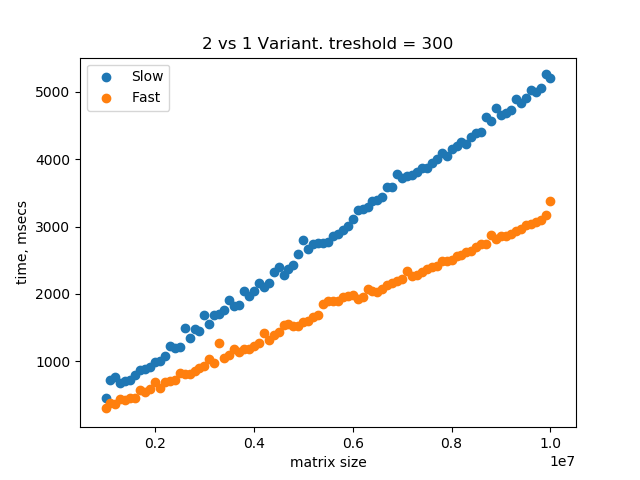 2 vs 1 Variant. treshold = 300
Slow
Fast
5000
4000
3000
2000
1000
time, msecs
0.2
0.4
0.6
0.8
1.0
1e7
matrix size